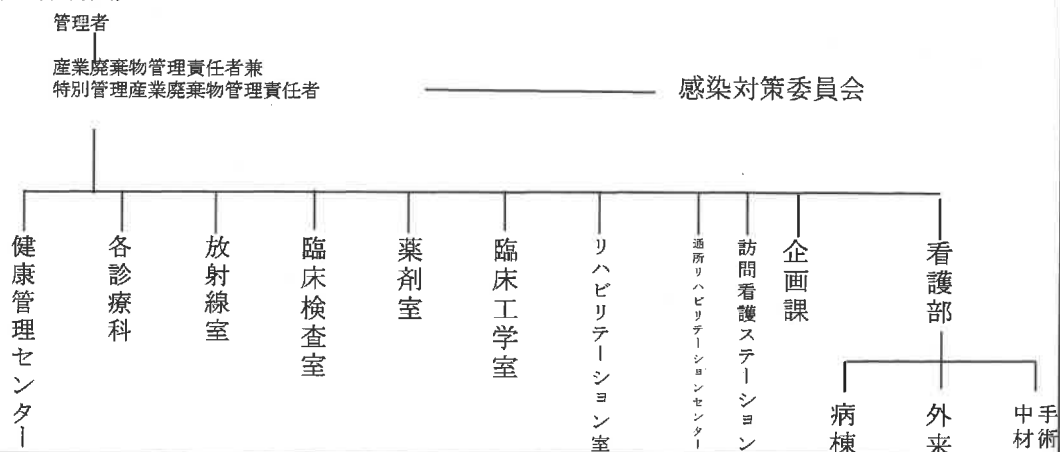 管理者
産業廃棄物管理責任者兼
特別管理産業廃棄物管理責任者
感染対策委員会
健康管理センター
各診療科
放射線室
臨床検査室
薬剤室
臨床工学室
リハビリテーション室
通所リハビリテーションセンター
訪問看護ステーション
企画課
看護部
病棟
外来
手術
中材